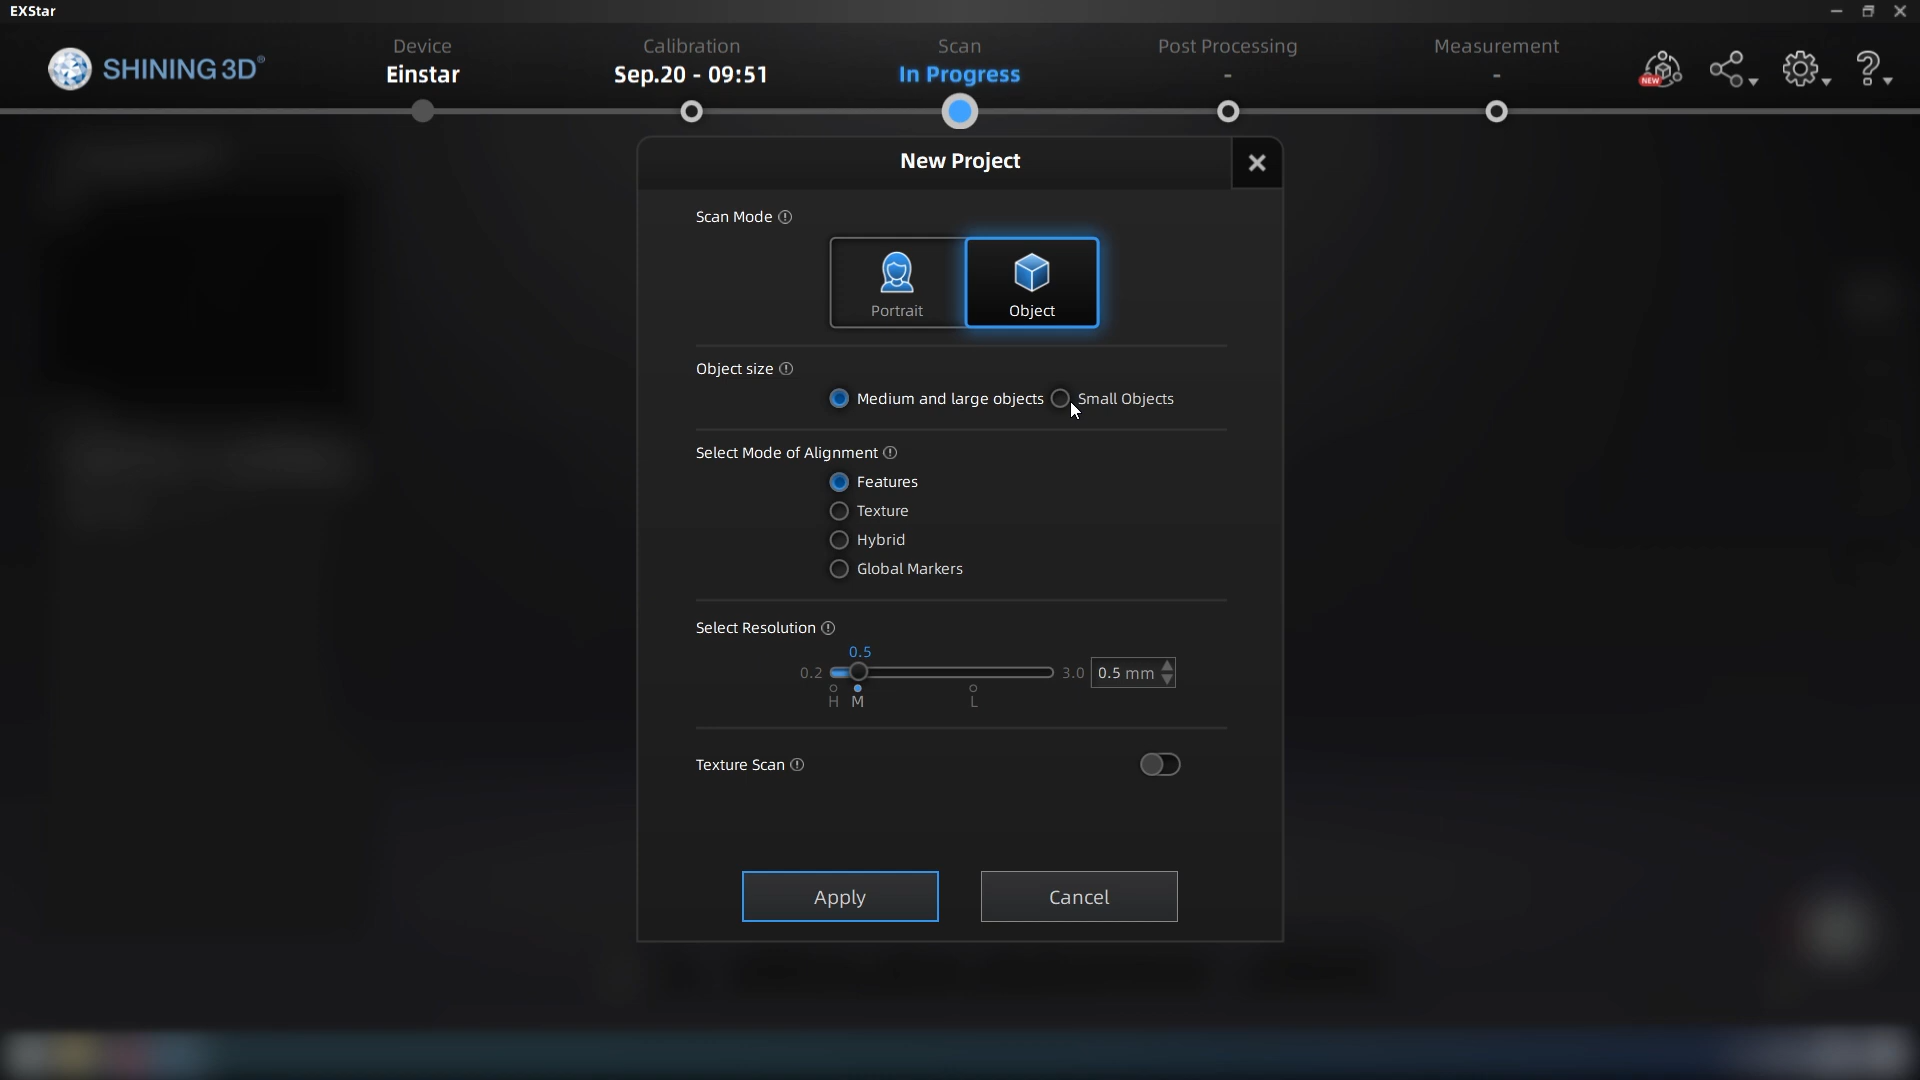 EXStar
SHINING 3D®
Device
Einstar
Calibration
Sep.20 - 09:51
Scan
In Progress
Post Processing
-
Measurement
-
NEW
New Project
Scan Mode
Portrait
Object
Object size
Medium and large objects
Small Objects
Select Mode of Alignment
Features
Texture
Hybrid
Global Markers
Select Resolution
0.5
0.2
3.0
0.5 mm
H M L
Texture Scan
Apply
Cancel